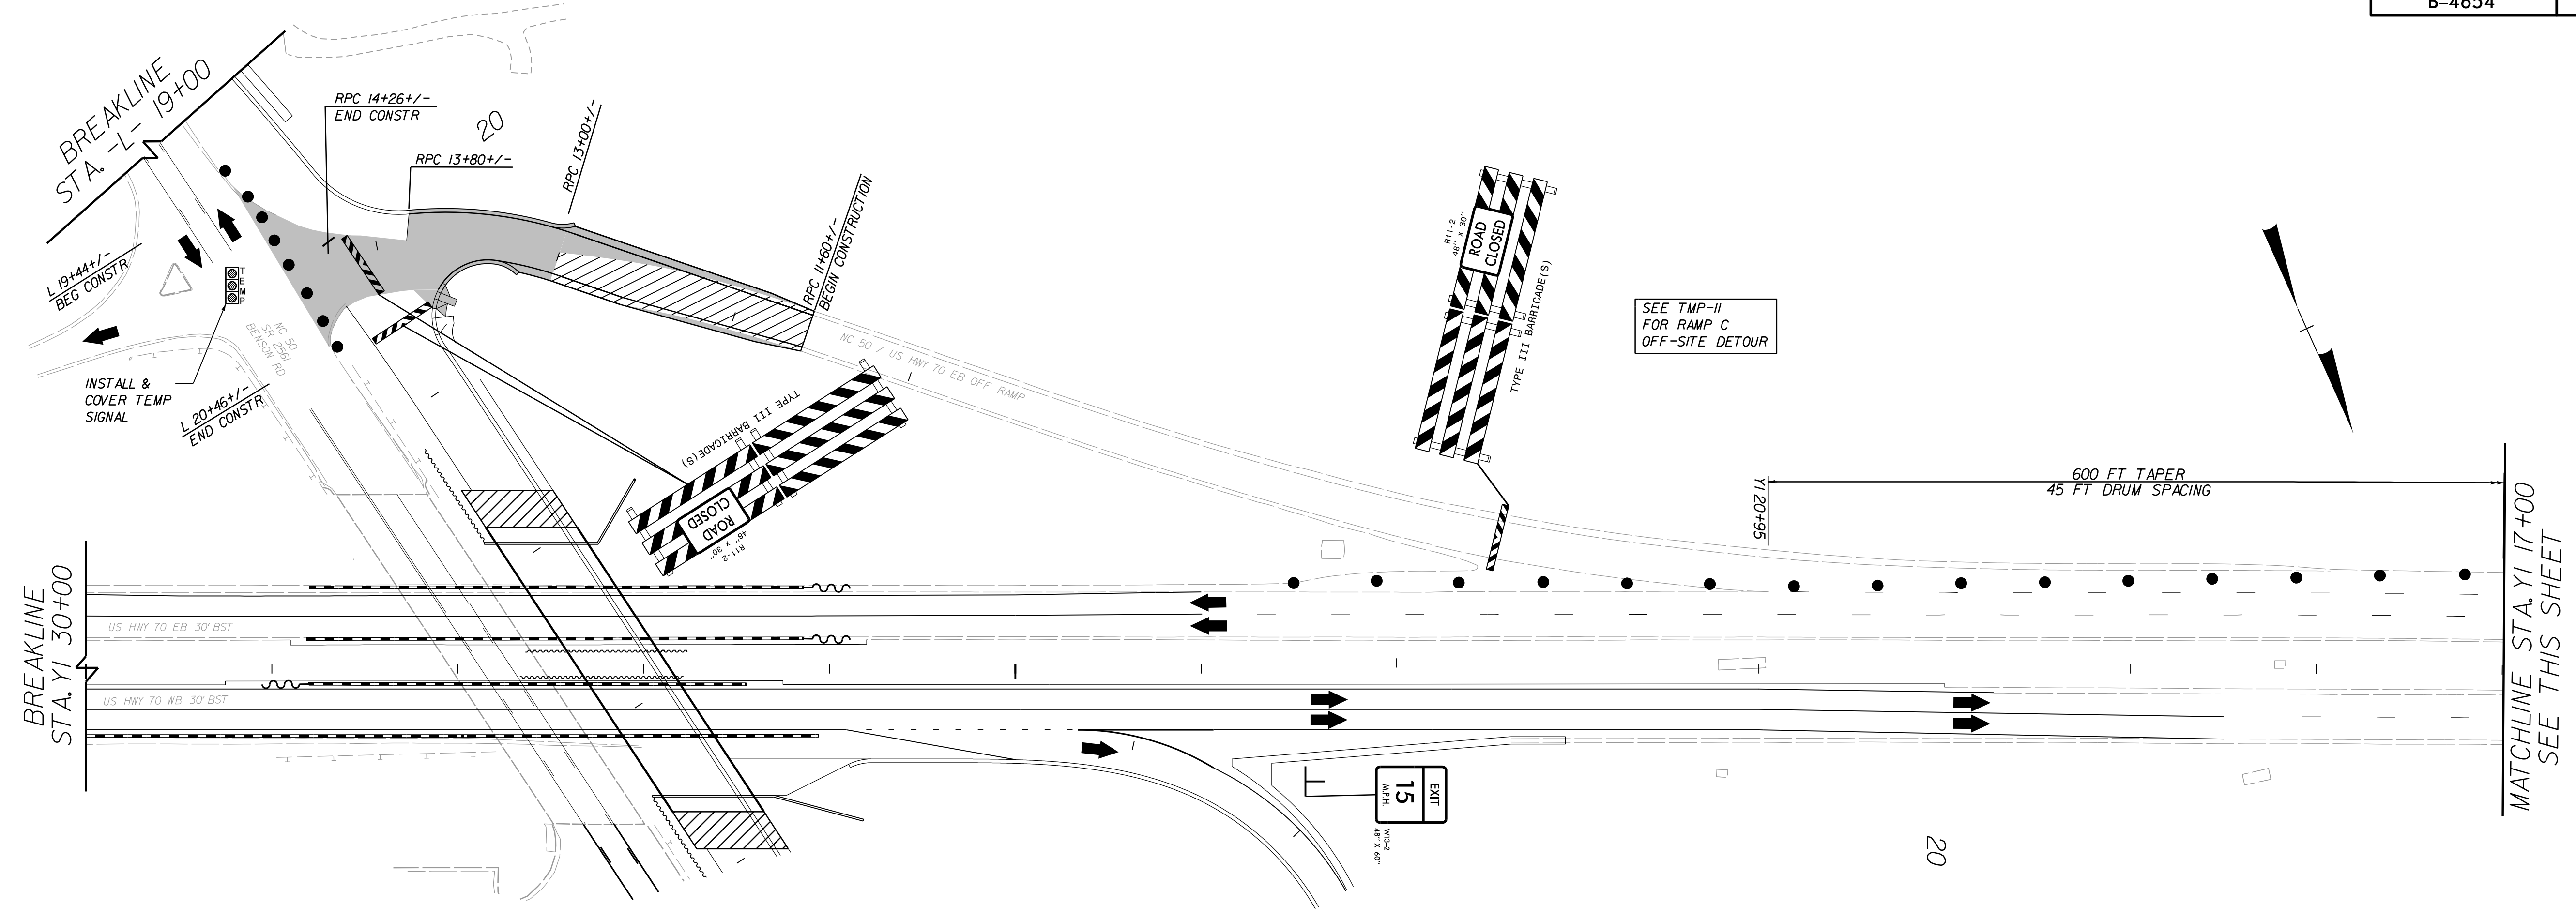 B-4654
BREAKLINE
STA. -L- 19+00
RPC 14+26+/-
END CONSTR
20
RPC 13+80+/-
RPC 13+00+/-
RPC 11+60+/-
BEGIN CONSTRUCTION
L 19+44+/-
BEG CONSTR
TEMP
NC 50
SR 2561
BENSON RD
INSTALL &
COVER TEMP
SIGNAL
L 20+46+/-
END CONSTR
NC 50 / US HWY 70 EB OFF RAMP
TYPE III BARRICADE(S)
ROAD
CLOSED
R11-2
48" X 30"
R11-2
48" X 30"
ROAD
CLOSED
TYPE III BARRICADE(S)
SEE TMP-11
FOR RAMP C
OFF-SITE DETOUR
Y1 20+95
600 FT TAPER
45 FT DRUM SPACING
BREAKLINE
STA. Y1 30+00
US HWY 70 EB 30' BST
US HWY 70 WB 30' BST
EXIT
15
M.P.H.
W13-2
48" X 60"
20
MATCHLINE STA. Y1 17+00
SEE THIS SHEET